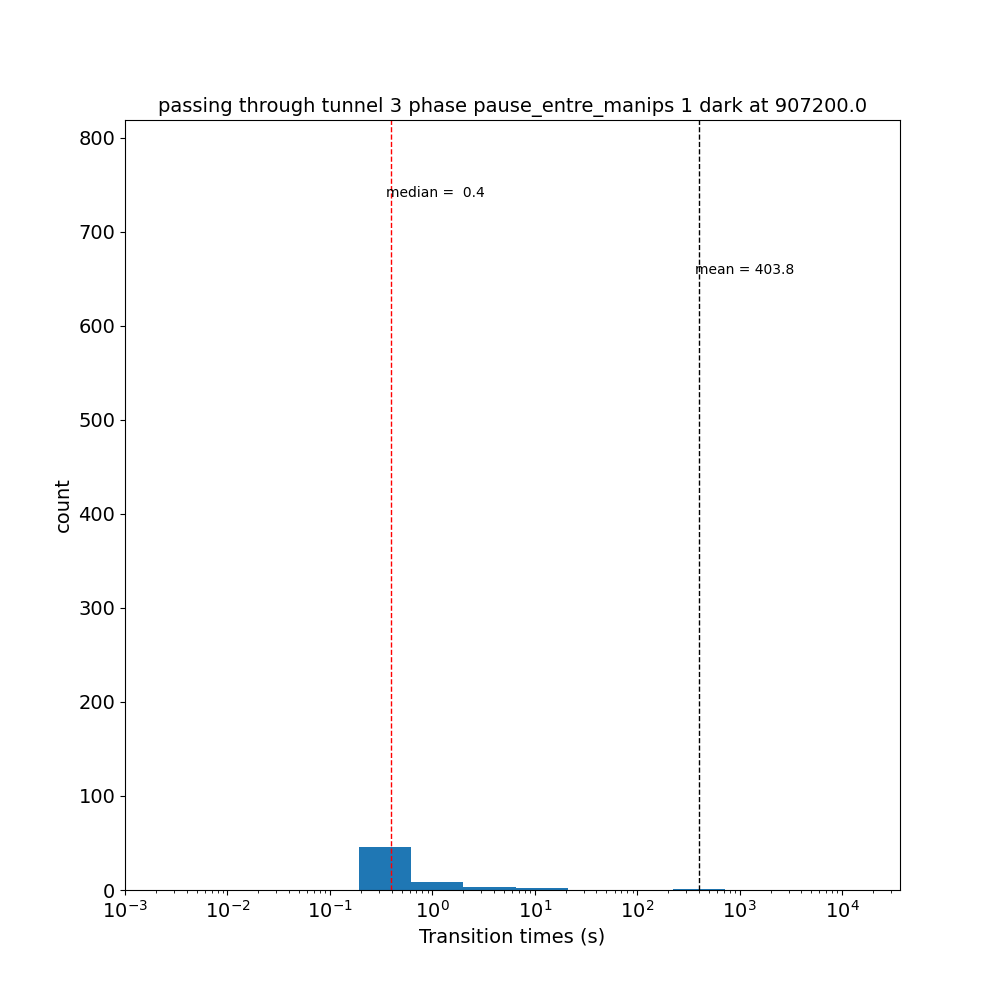 passing through tunnel 3 phase pause_entre_manips 1 dark at 907200.0
800
700
600
500
400
300
200
100
0
count
median =  0.4
mean = 403.8
10⁻³ 10⁻² 10⁻¹ 10⁰ 10¹ 10² 10³ 10⁴
Transition times (s)